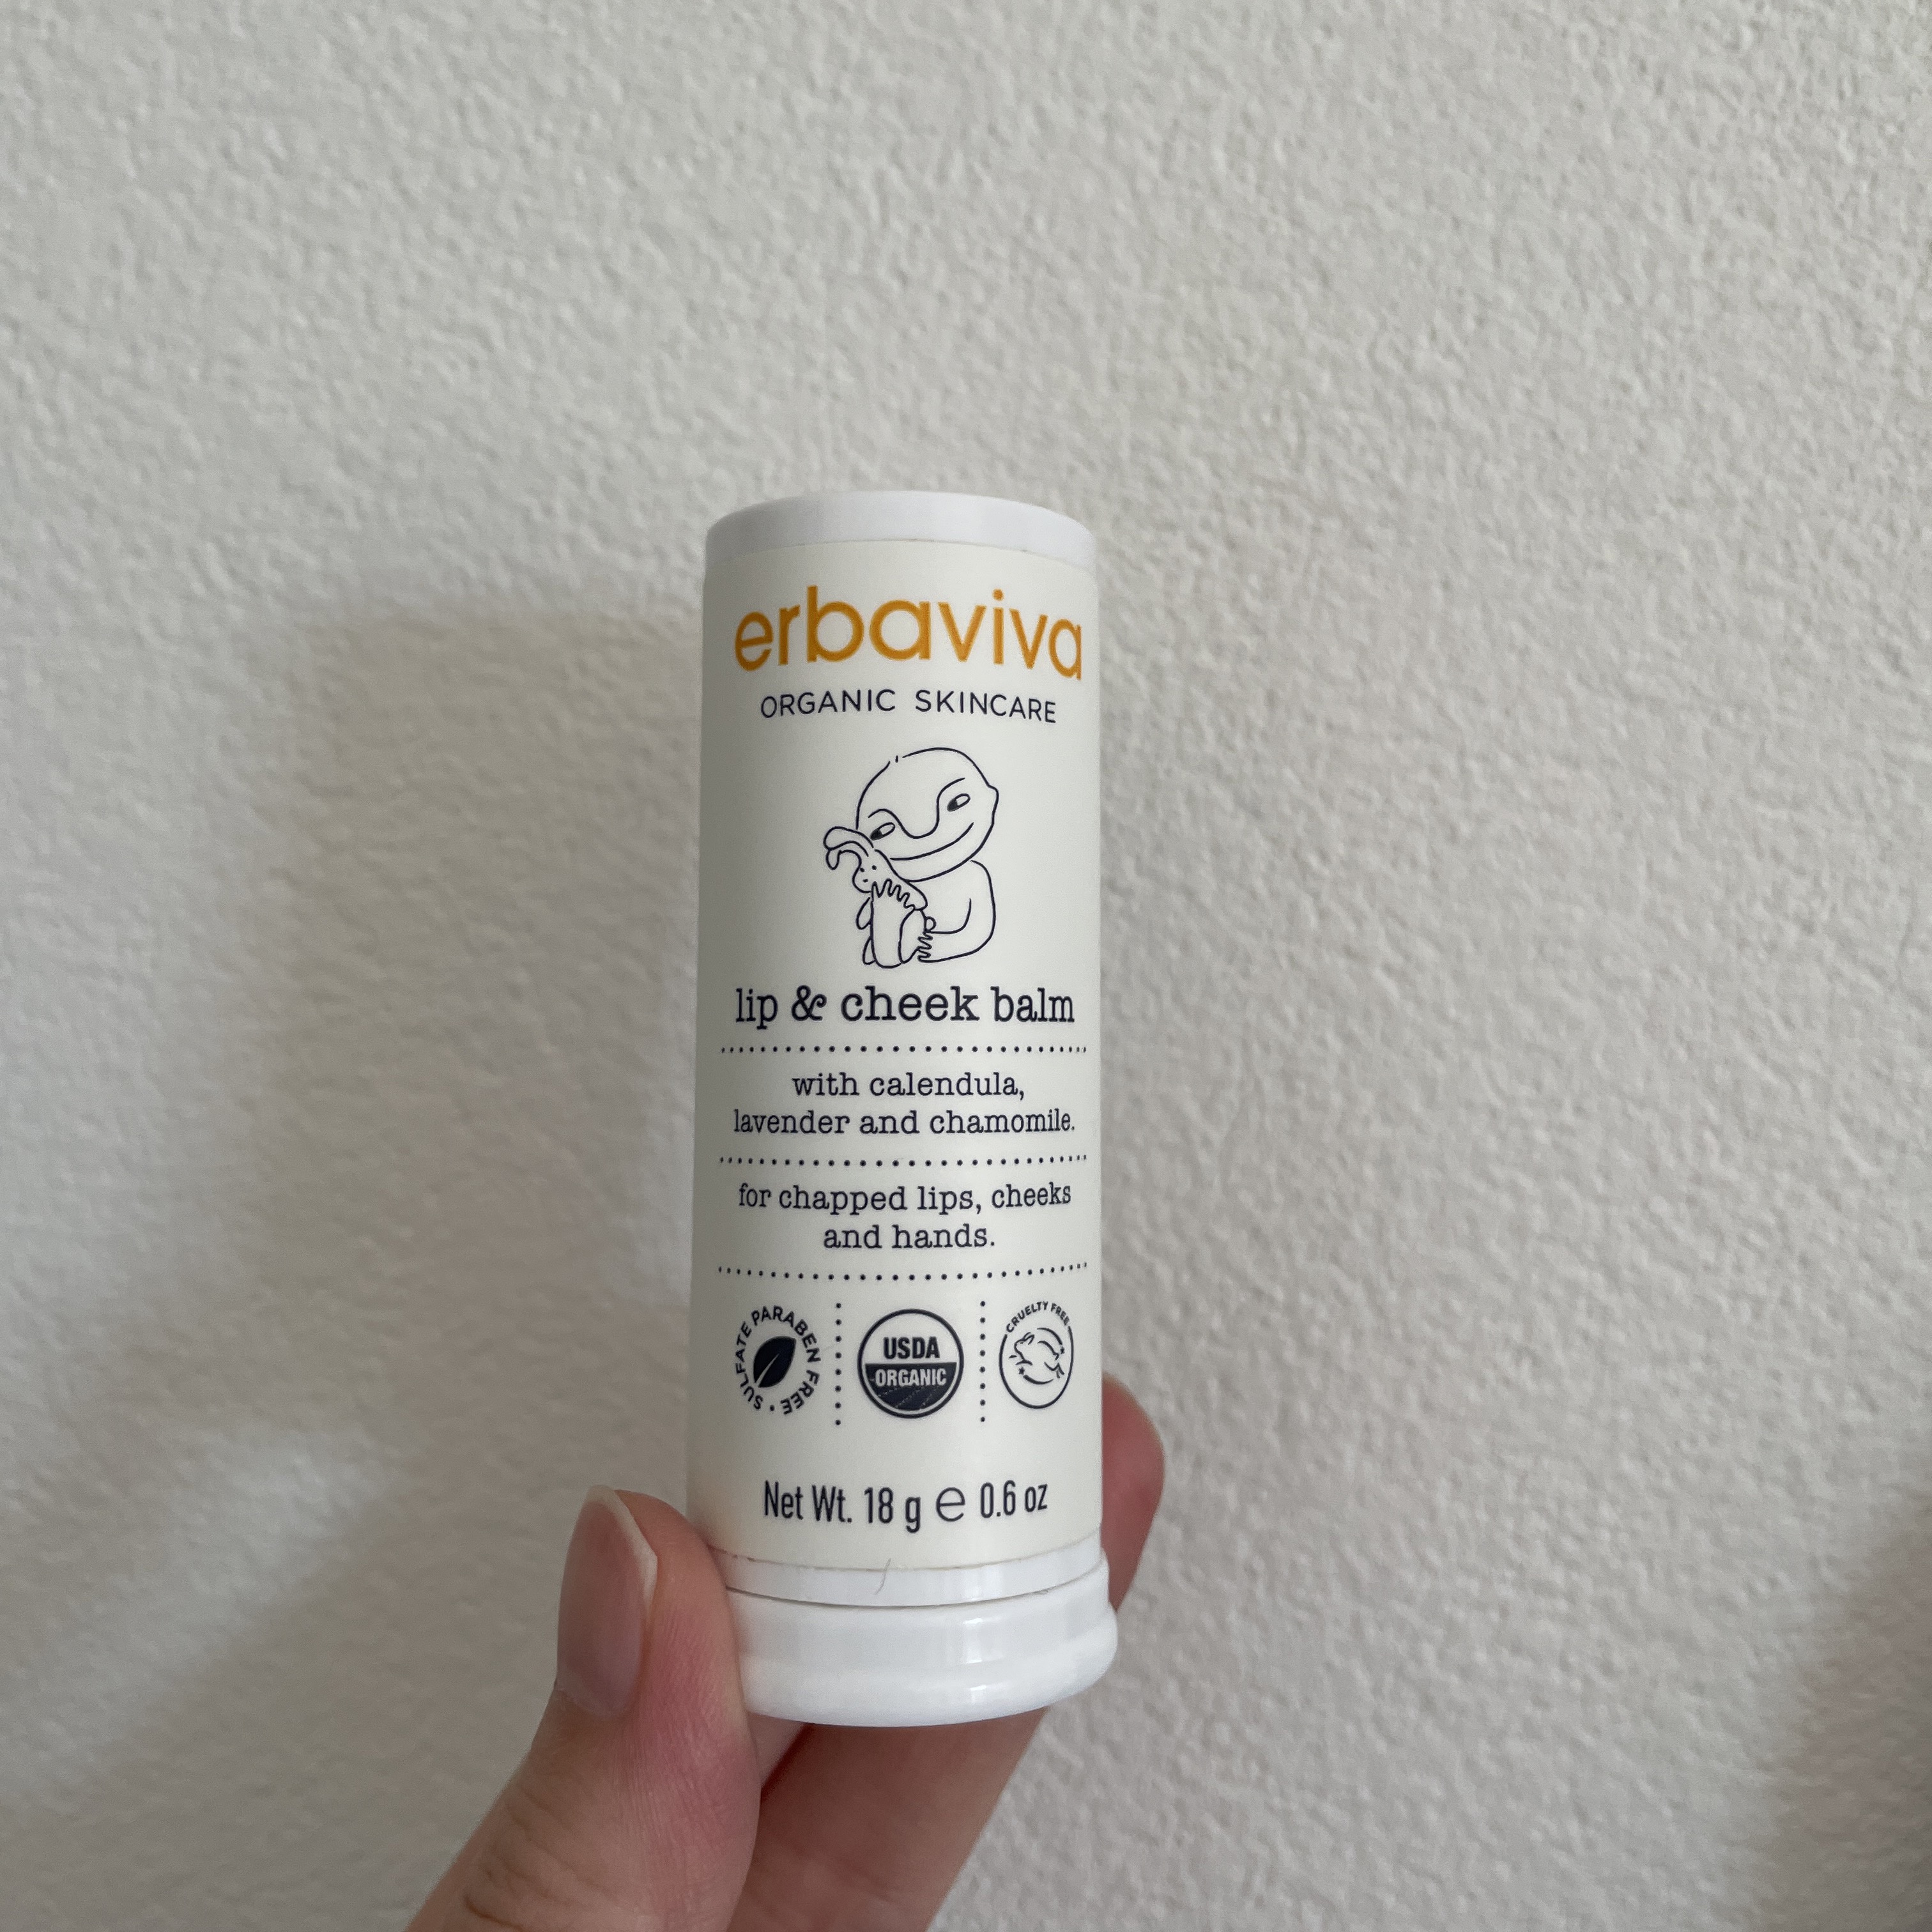 erbaviva
ORGANIC SKINCARE
lip & cheek balm
with calendula,
lavender and chamomile.
for chapped lips, cheeks
and hands.
SULFATE PARABEN FREE •
USDA
ORGANIC
CRUELTY FREE
Net Wt. 18 g ℮ 0.6 oz